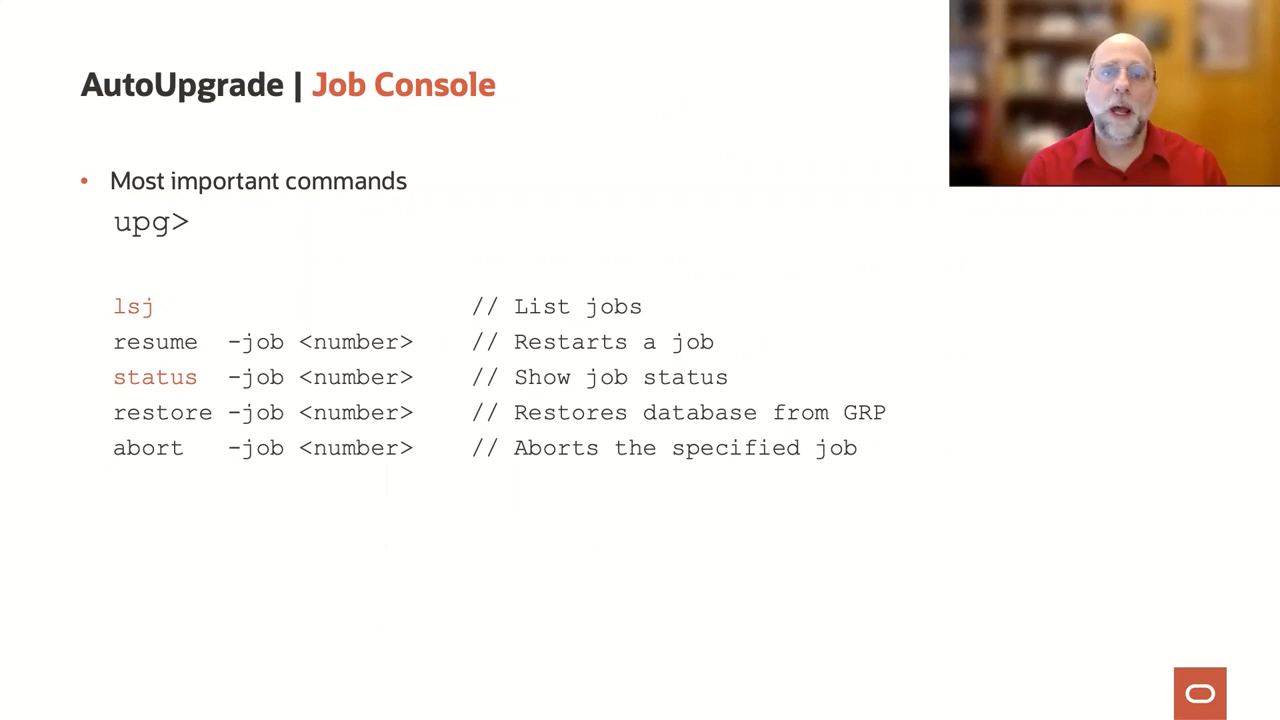 AutoUpgrade | Job Console
• Most important commands
upg>
lsj // List jobs
resume -job <number> // Restarts a job
status -job <number> // Show job status
restore -job <number> // Restores database from GRP
abort -job <number> // Aborts the specified job